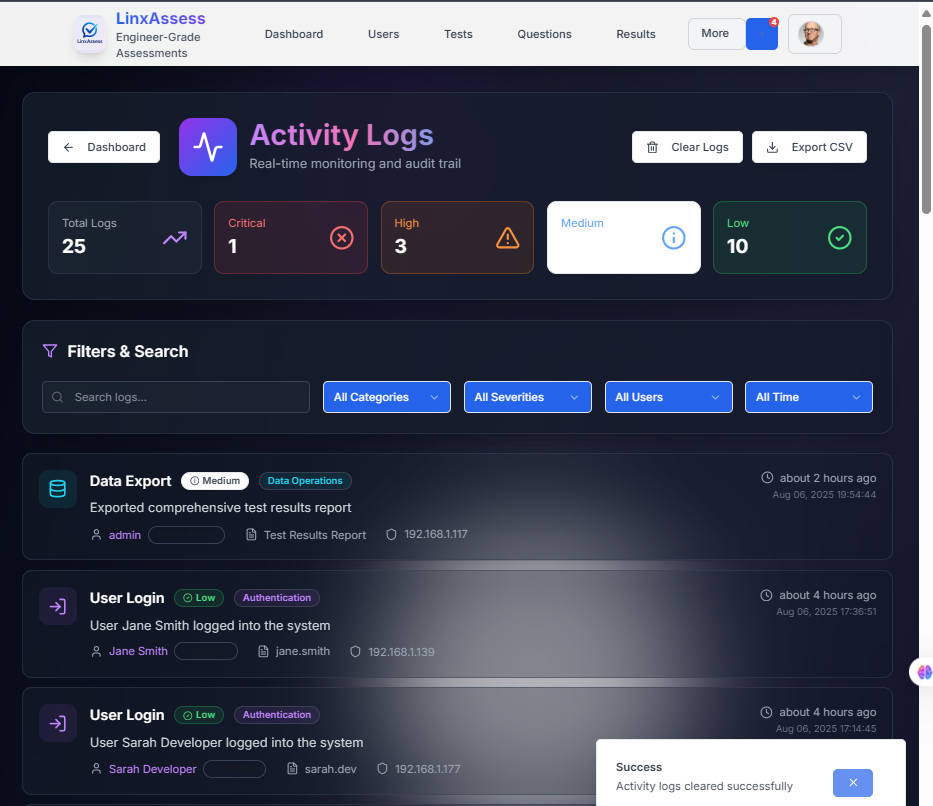 LinxAssess
Engineer-Grade
Assessments
Dashboard Users Tests Questions Results More 4
LinxAssess
Dashboard
Activity Logs
Real-time monitoring and audit trail
Clear Logs Export CSV
Total Logs
25
Critical
1
High
3
Medium
Low
10
Filters & Search
Search logs...
All Categories All Severities All Users All Time
Data Export Medium Data Operations about 2 hours ago
Aug 06, 2025 19:54:44
Exported comprehensive test results report
admin Test Results Report 192.168.1.117
User Login Low Authentication about 4 hours ago
Aug 06, 2025 17:36:51
User Jane Smith logged into the system
Jane Smith jane.smith 192.168.1.139
User Login Low Authentication about 4 hours ago
Aug 06, 2025 17:14:45
User Sarah Developer logged into the system
Sarah Developer sarah.dev 192.168.1.177
Success
Activity logs cleared successfully